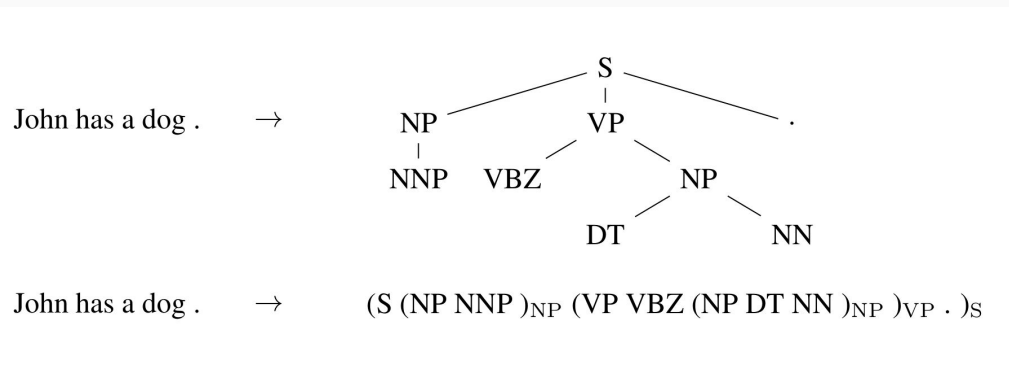 S
John has a dog . → NP VP .
NNP VBZ NP
DT NN
John has a dog . → (S (NP NNP )NP (VP VBZ (NP DT NN )NP )VP . )S